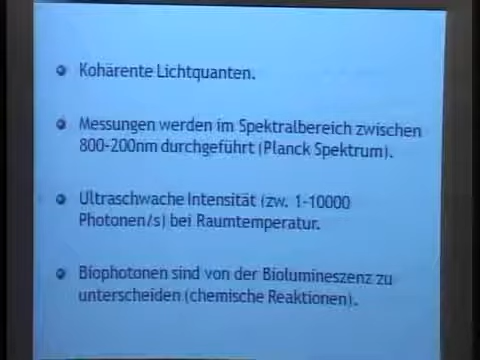 Kohärente Lichtquanten.
Messungen werden im Spektralbereich zwischen
800-200nm durchgeführt (Planck Spektrum).
Ultraschwache Intensität (zw. 1-10000
Photonen/s) bei Raumtemperatur.
Biophotonen sind von der Biolumineszenz zu
unterscheiden (chemische Reaktionen).